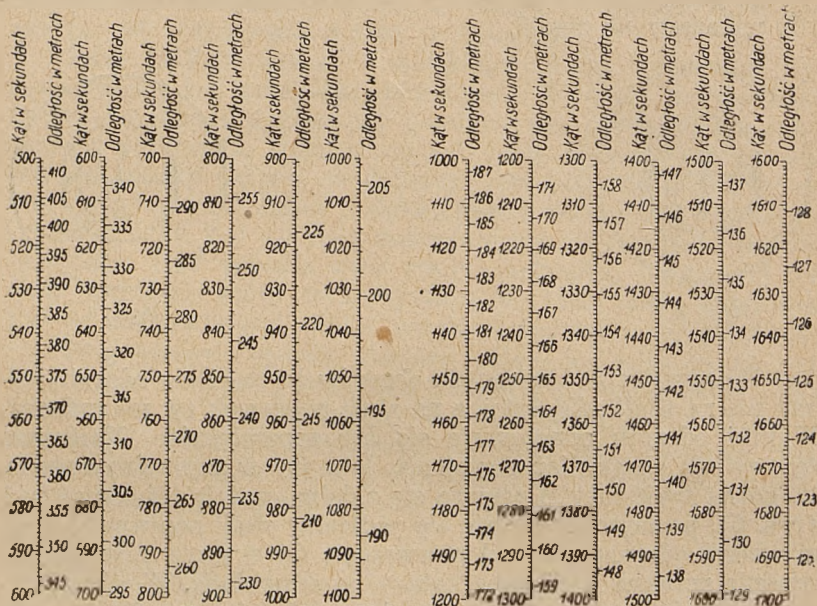 Kąt w sekundach
500 510 520 530 540 550 560 570 580 590 600
Odległość w metrach
410 405 400 395 390 385 380 375 370 365 360 355 350 345
Kąt w sekundach
600 610 620 630 640 650 560 670 680 690 700
Odległość w metrach
340 335 330 325 320 315 310 305 300 295
Kąt w sekundach
700 710 720 730 740 750 760 770 780 790 800
Odległość w metrach
290 285 280 275 270 265 260
Kąt w sekundach
800 810 820 830 840 850 860 870 880 890 900
Odległość w metrach
255 250 245 240 235 230
Kąt w sekundach
900 910 920 930 940 950 960 970 980 990 1000
Odległość w metrach
225 220 215 210
Kąt w sekundach
1000 1010 1020 1030 1040 1050 1060 1070 1080 1090 1100
Odległość w metrach
205 200 195 190
Kąt w sekundach
1000 1110 1120 1130 1140 1150 1160 1170 1180 1190 1200
Odległość w metrach
187 186 185 184 183 182 181 180 179 178 177 176 175 174 173 172
Kąt w sekundach
1200 1210 1220 1230 1240 1250 1260 1270 1280 1290 1300
Odległość w metrach
171 170 169 168 167 166 165 164 163 162 161 160 159
Kąt w sekundach
1300 1310 1320 1330 1340 1350 1360 1370 1380 1390 1400
Odległość w metrach
158 157 156 155 154 153 152 151 150 149 148
Kąt w sekundach
1400 1410 1420 1430 1440 1450 1460 1470 1480 1490 1500
Odległość w metrach
147 146 145 144 143 142 141 140 139 138
Kąt w sekundach
1500 1510 1520 1530 1540 1550 1560 1570 1580 1590 1600
Odległość w metrach
137 136 135 134 133 132 131 130 129
Kąt w sekundach
1600 1610 1620 1630 1640 1650 1660 1670 1680 1690 1700
Odległość w metrach
128 127 126 125 124 123